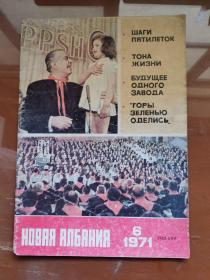 PPSH
ШАГИ
ПЯТИЛЕТОК
ТОНА
ЖИЗНИ
БУДУЩЕЕ
ОДНОГО
ЗАВОДА
"ГОРЫ
ЗЕЛЕНЬЮ
ОДЕЛИСЬ"
НОВАЯ АЛБАНИЯ
6
1971